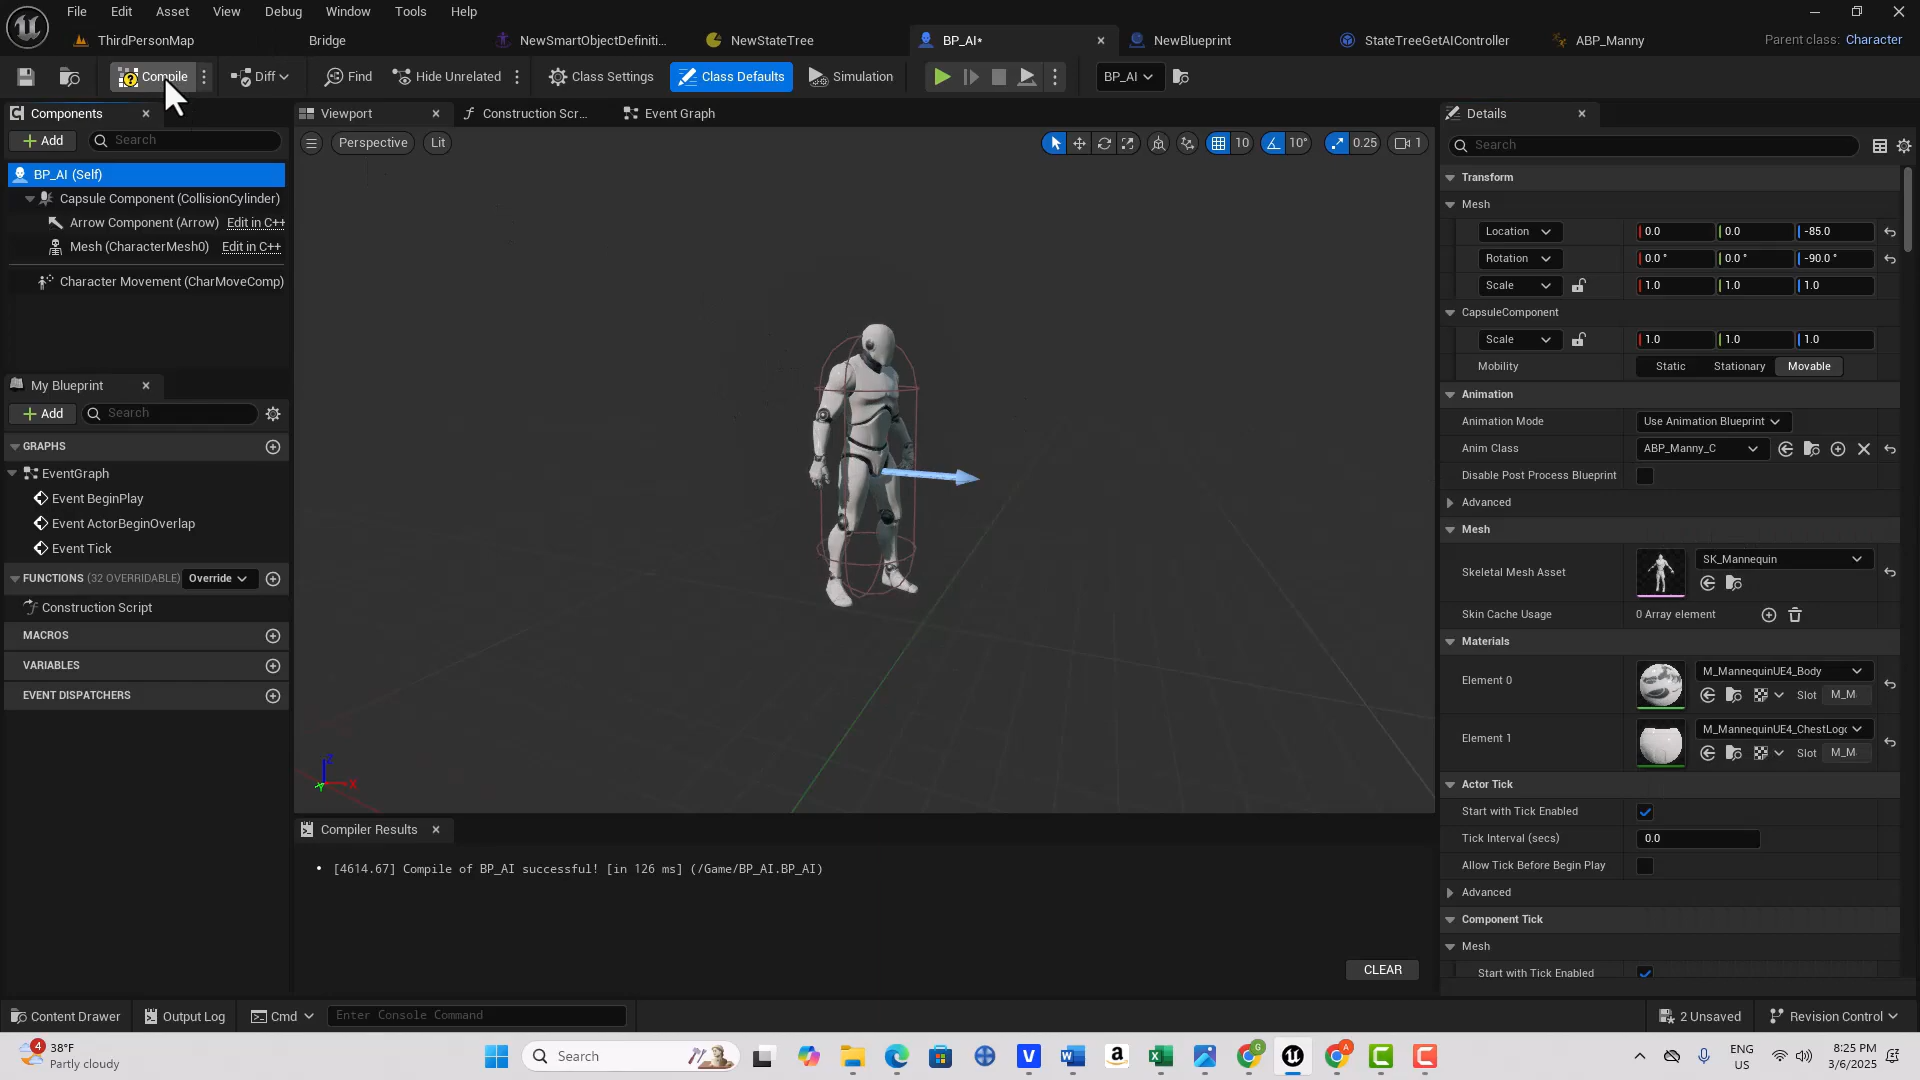 File Edit Asset View Debug Window Tools Help
ThirdPersonMap Bridge NewSmartObjectDefiniti... NewStateTree BP_AI* NewBlueprint StateTreeGetAIController ABP_Manny Parent class: Character
Compile Diff Find Hide Unrelated Class Settings Class Defaults Simulation BP_AI
Components Viewport Construction Scr... Event Graph Details
Add Search Perspective Lit 10 10° 0.25 1 Search
BP_AI (Self)
Capsule Component (CollisionCylinder)
Arrow Component (Arrow) Edit in C++
Mesh (CharacterMesh0) Edit in C++
Character Movement (CharMoveComp)
My Blueprint
Add Search
GRAPHS
EventGraph
Event BeginPlay
Event ActorBeginOverlap
Event Tick
FUNCTIONS (32 OVERRIDABLE) Override
Construction Script
MACROS
VARIABLES
EVENT DISPATCHERS
Z
X
Y
Transform
Mesh
Location 0.0 0.0 -85.0
Rotation 0.0 ° 0.0 ° -90.0 °
Scale 1.0 1.0 1.0
CapsuleComponent
Scale 1.0 1.0 1.0
Mobility Static Stationary Movable
Animation
Animation Mode Use Animation Blueprint
Anim Class ABP_Manny_C
Disable Post Process Blueprint
Advanced
Mesh
Skeletal Mesh Asset SK_Mannequin
Skin Cache Usage 0 Array element
Materials
Element 0 M_MannequinUE4_Body
Slot M_M
Element 1 M_MannequinUE4_ChestLogo
Slot M_M
Actor Tick
Start with Tick Enabled
Tick Interval (secs) 0.0
Allow Tick Before Begin Play
Advanced
Component Tick
Mesh
Start with Tick Enabled
Compiler Results
[4614.67] Compile of BP_AI successful! [in 126 ms] (/Game/BP_AI.BP_AI)
CLEAR
Content Drawer Output Log Cmd Enter Console Command 2 Unsaved Revision Control
4 38°F
Partly cloudy
Search
ENG
US
8:25 PM
3/6/2025